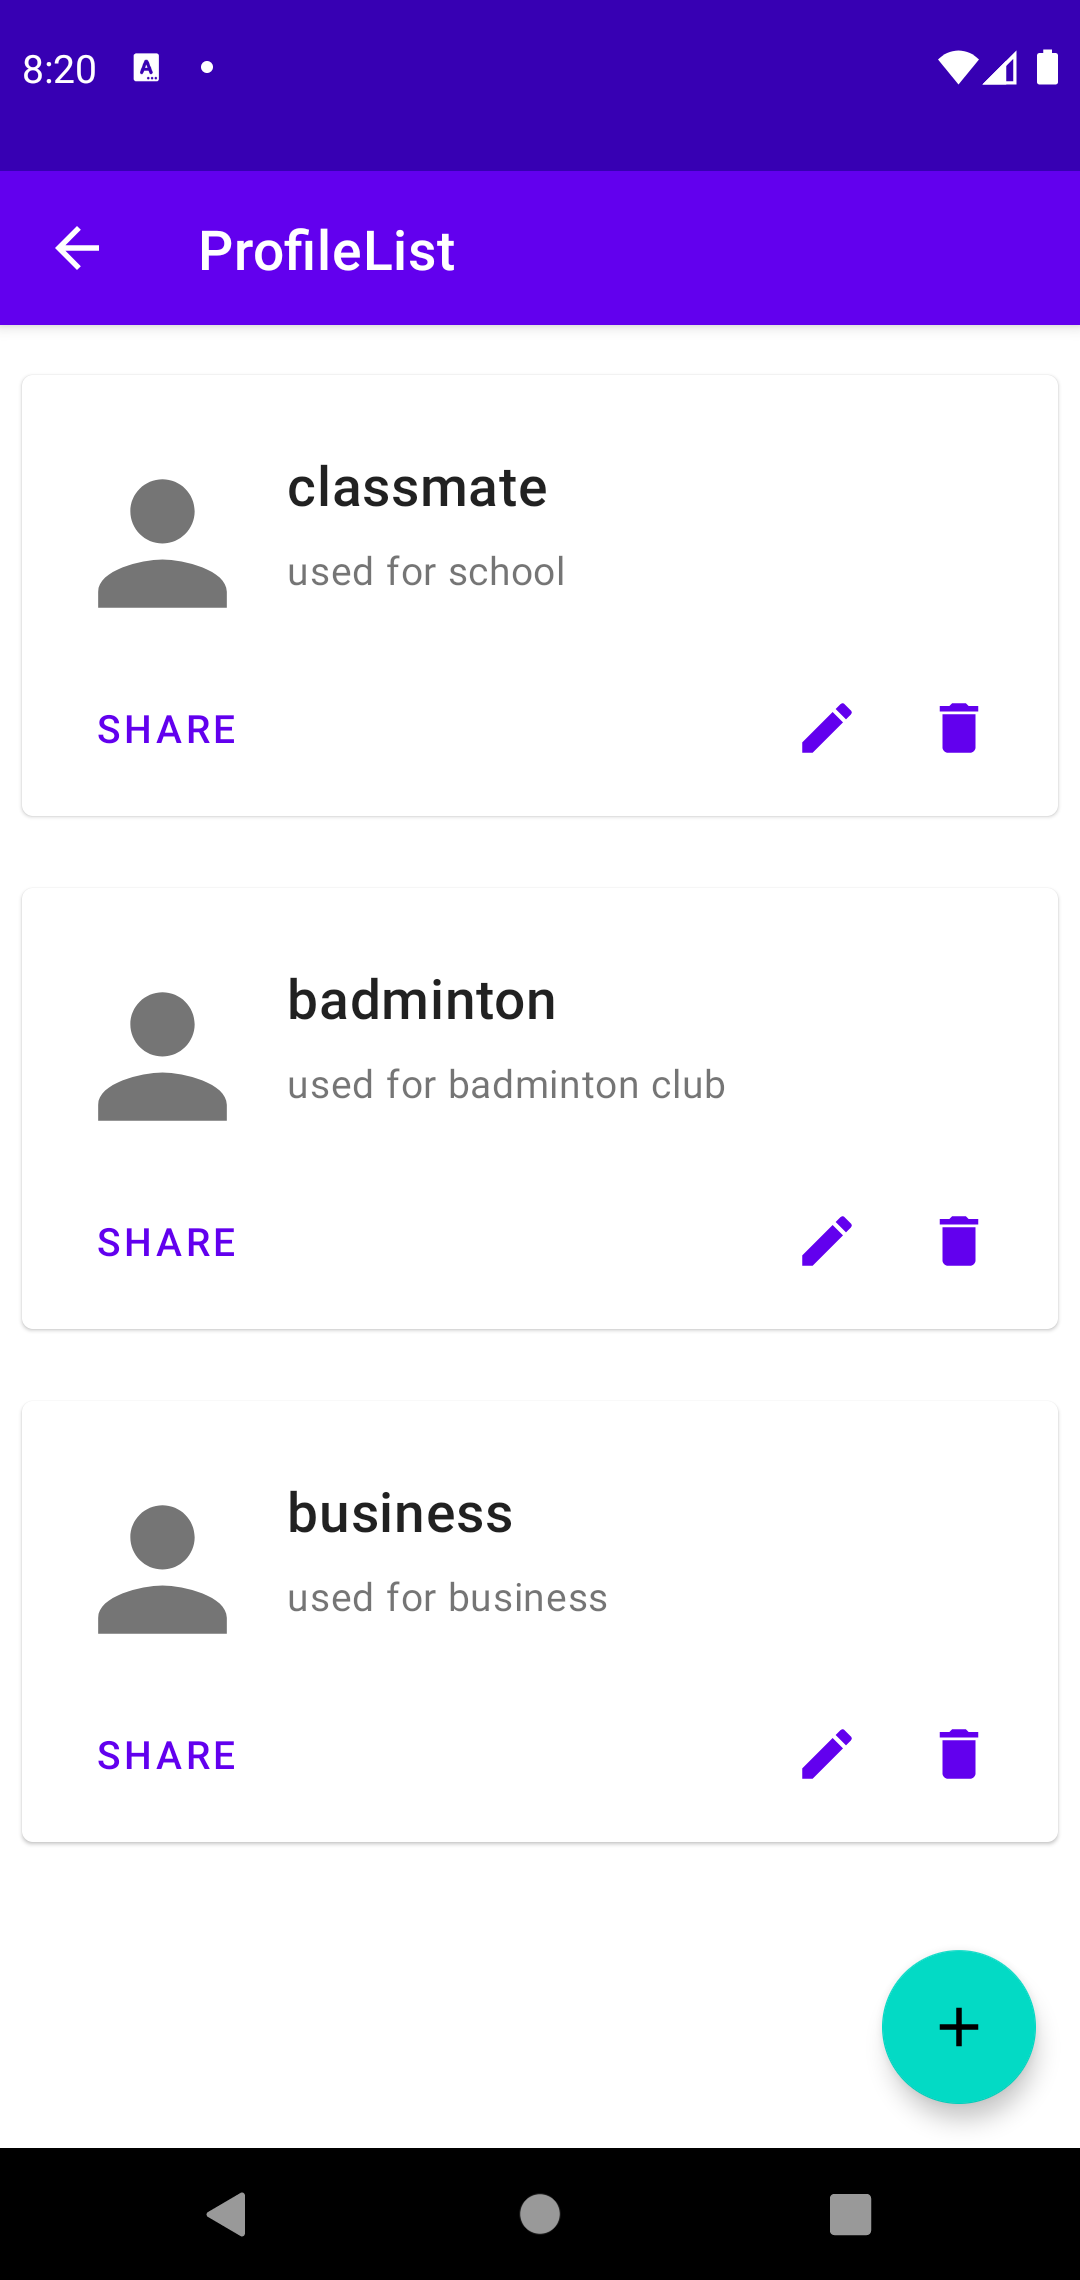 8:20
ProfileList
classmate
used for school
SHARE
badminton
used for badminton club
SHARE
business
used for business
SHARE